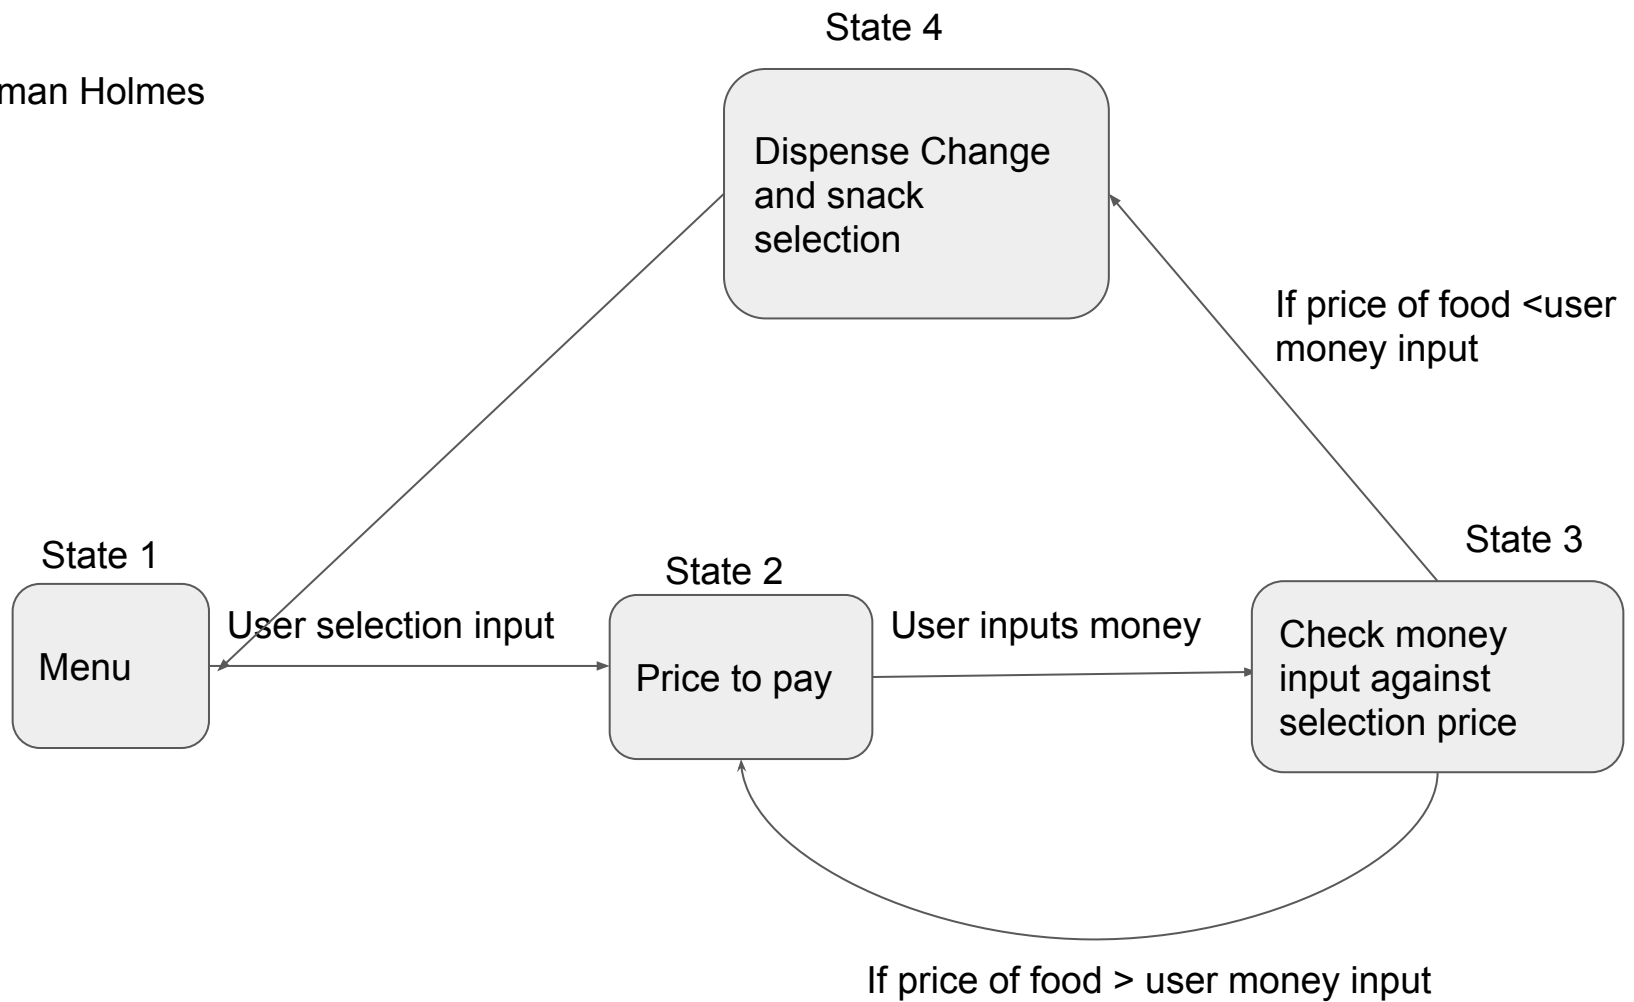 State 4
man Holmes
Dispense Change
and snack
selection
If price of food <user
money input
State 3
State 1
State 2
User selection input
User inputs money
Menu
Price to pay
Check money
input against
selection price
If price of food > user money input